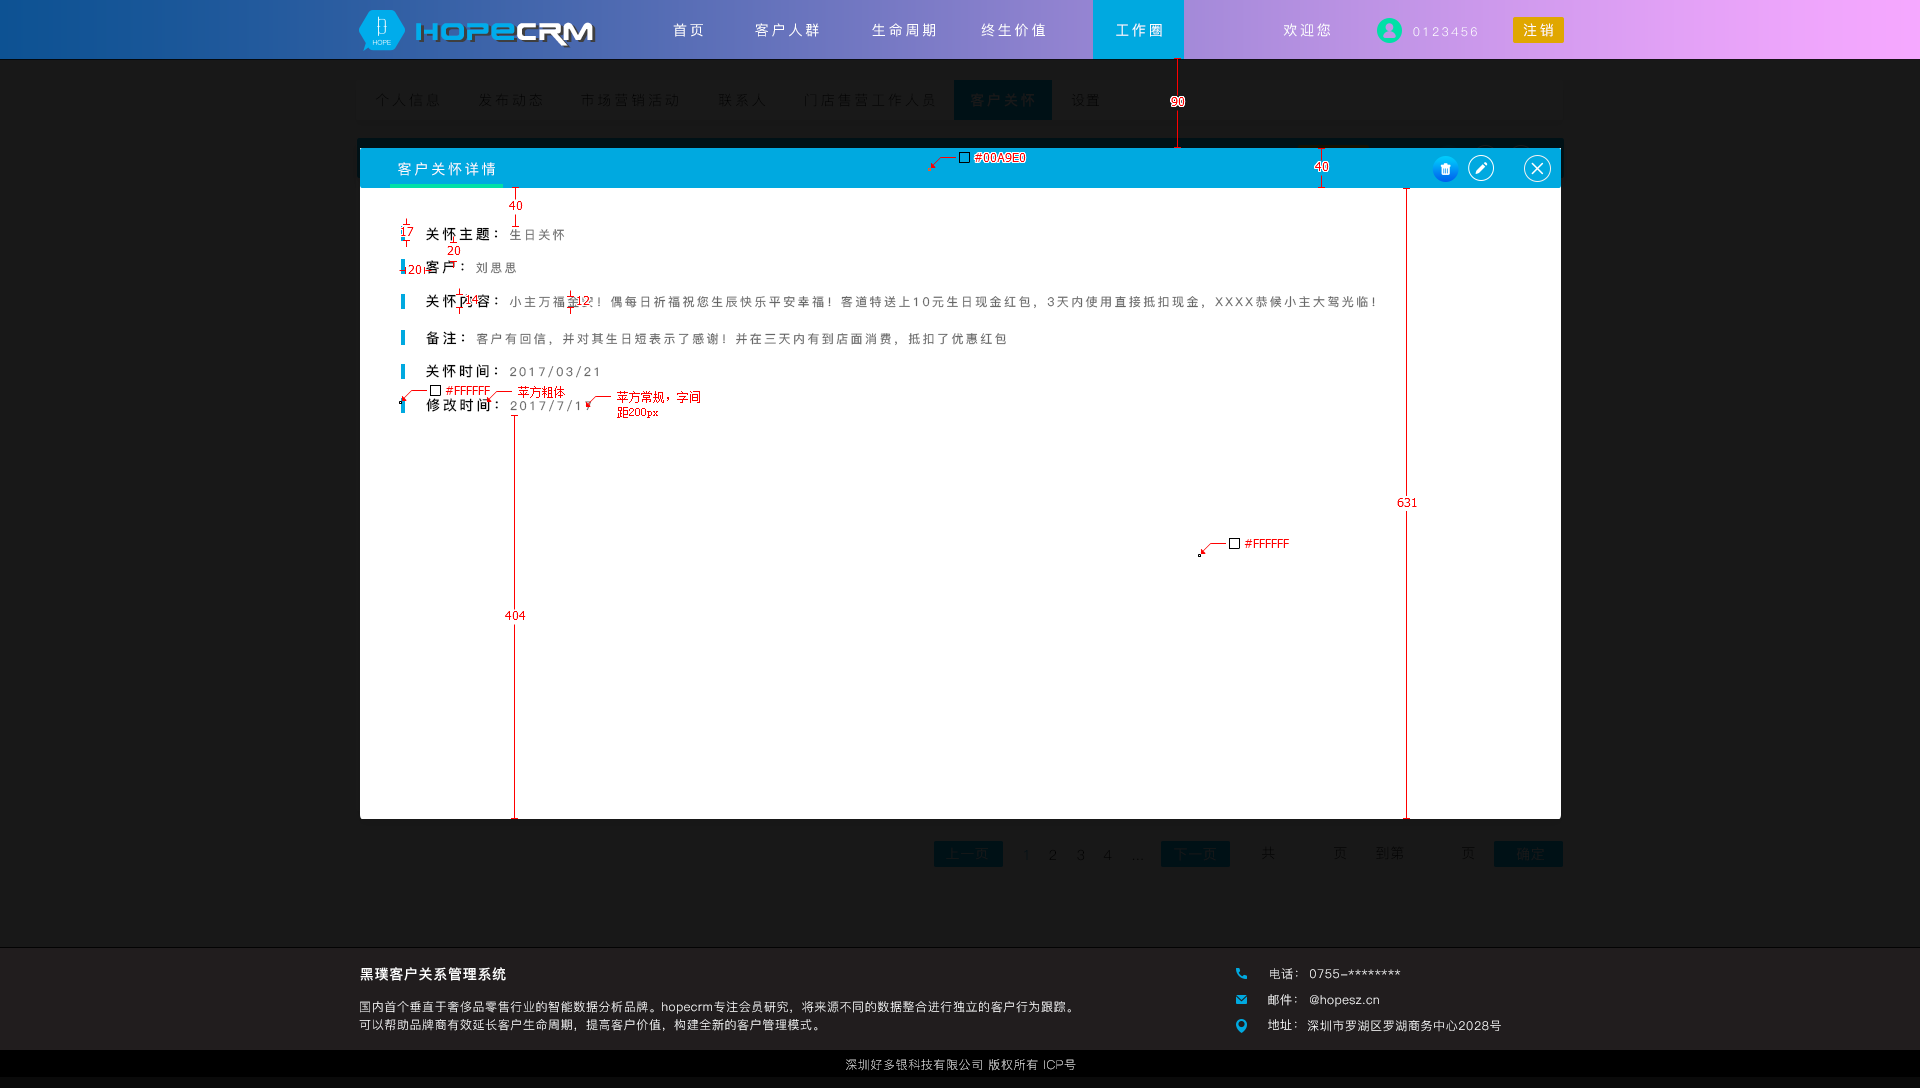 HOPE HOPECRM 首页 客户人群 生命周期 终生价值 工作圈 欢迎您 0123456 注销
个人信息 发布动态 市场营销活动 联系人 门店售营工作人员 客户关怀 设置
90
客户关怀详情 #00A9E0 40
40
17 关怀主题：生日关怀
20
20 客户：刘思思
关怀内容：小主万福金安！偶每日祈福祝您生辰快乐平安幸福！客道特送上10元生日现金红包，3天内使用直接抵扣现金，XXXX恭候小主大驾光临！
14 12
备注：客户有回信，并对其生日短表示了感谢！并在三天内有到店面消费，抵扣了优惠红包
关怀时间：2017/03/21
#FFFFFF 苹方粗体 苹方常规，字间
距200px
修改时间：2017/7/1
631
#FFFFFF
404
上一页 1 2 3 4 ... 下一页 共 页 到第 页 确定
黑璞客户关系管理系统
国内首个垂直于奢侈品零售行业的智能数据分析品牌。hopecrm专注会员研究，将来源不同的数据整合进行独立的客户行为跟踪。
可以帮助品牌商有效延长客户生命周期，提高客户价值，构建全新的客户管理模式。
电话： 0755-********
邮件： @hopesz.cn
地址： 深圳市罗湖区罗湖商务中心2028号
深圳好多银科技有限公司 版权所有 ICP号